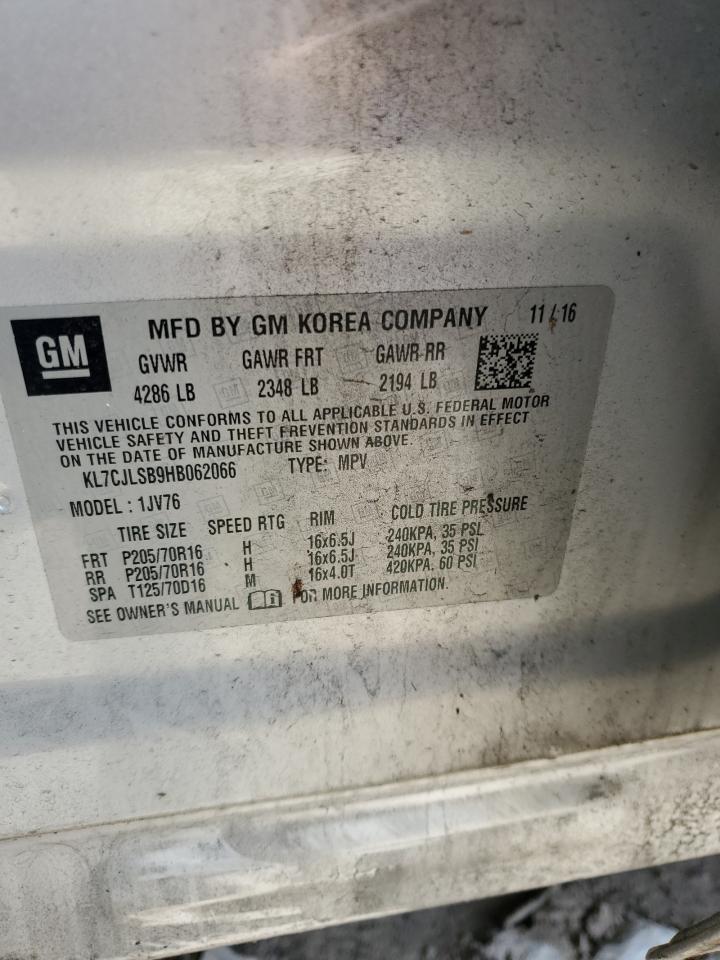 GM
MFD BY GM KOREA COMPANY 11/16
GVWR GAWR FRT GAWR RR
4286 LB 2348 LB 2194 LB
THIS VEHICLE CONFORMS TO ALL APPLICABLE U.S. FEDERAL MOTOR
VEHICLE SAFETY AND THEFT PREVENTION STANDARDS IN EFFECT
ON THE DATE OF MANUFACTURE SHOWN ABOVE.
KL7CJLSB9HB062066 TYPE: MPV
MODEL: 1JV76
TIRE SIZE SPEED RTG RIM COLD TIRE PRESSURE
FRT P205/70R16 H 16x6.5J 240KPA, 35 PSI
RR P205/70R16 H 16x6.5J 240KPA, 35 PSI
SPA T125/70D16 M 16x4.0T 420KPA, 60 PSI
SEE OWNER'S MANUAL FOR MORE INFORMATION.